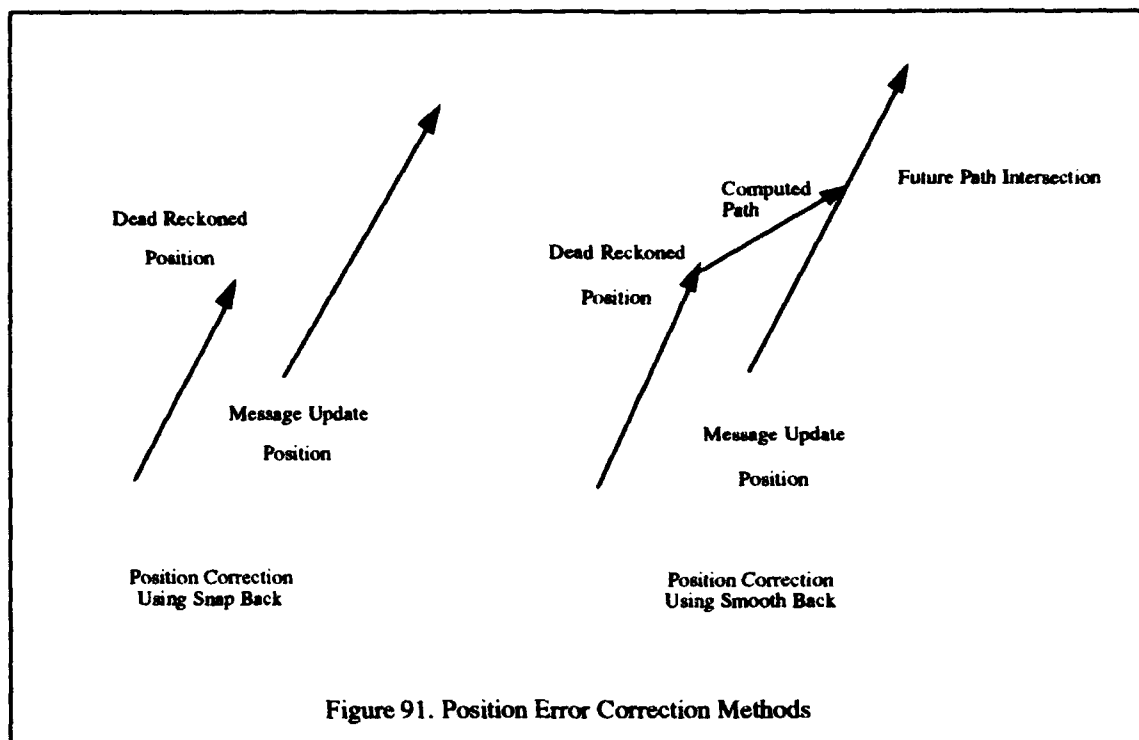 Dead Reckoned
Position
Message Update
Position
Position Correction
Using Snap Back
Computed
Path
Future Path Intersection
Dead Reckoned
Position
Message Update
Position
Position Correction
Using Smooth Back
Figure 91. Position Error Correction Methods